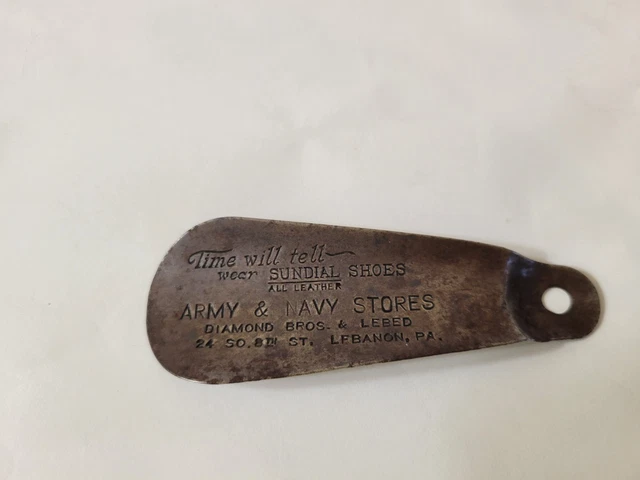 Time will tell
wear SUNDIAL SHOES
ALL LEATHER
ARMY & NAVY STORES
DIAMOND BROS. & LEBED
24 SO. 8TH ST. LEBANON, PA.